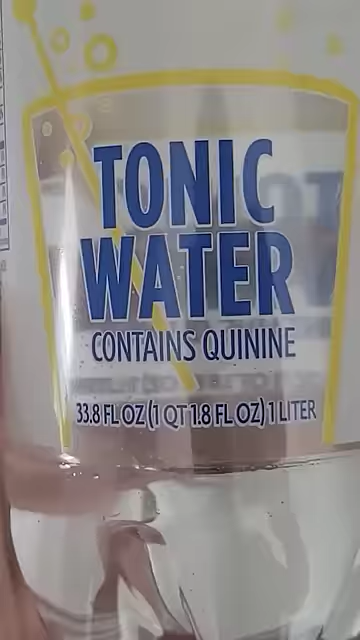 TONIC
WATER
CONTAINS QUININE
33.8 FL OZ (1 QT 1.8 FL OZ) 1 LITER